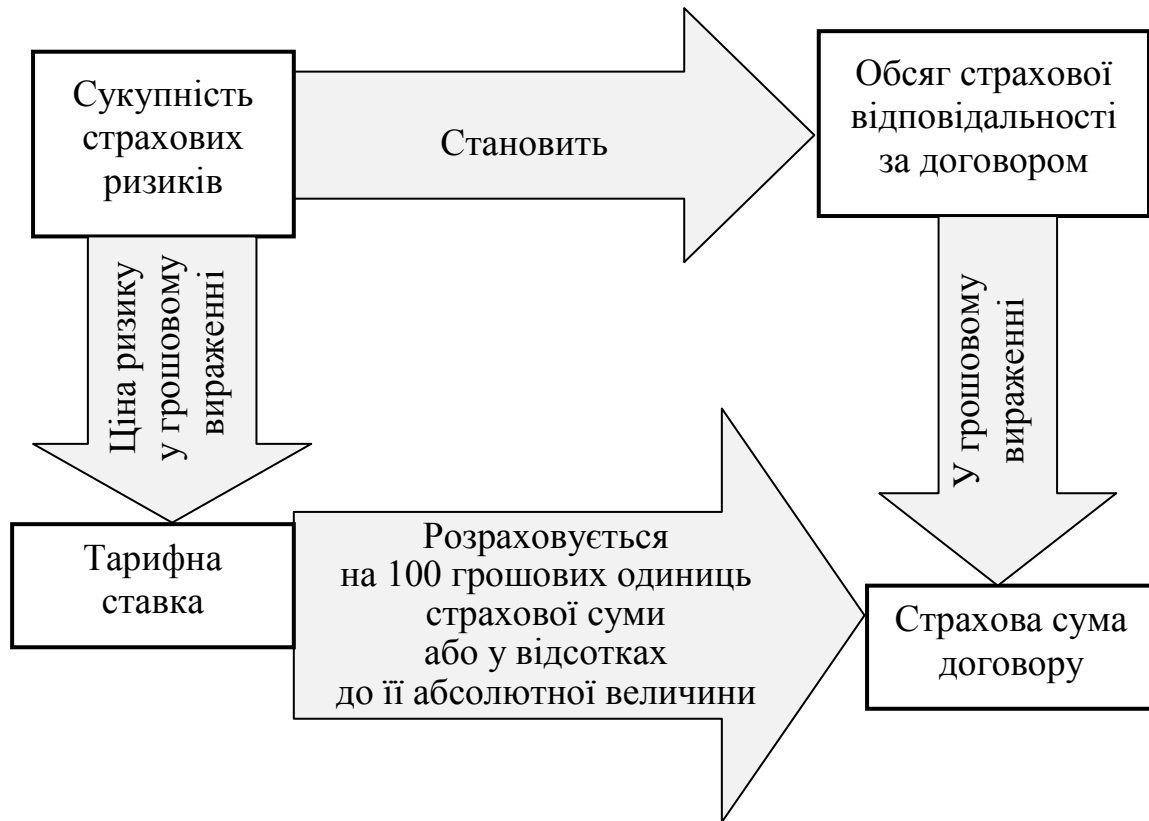 Сукупність
страхових
ризиків
Становить
Обсяг страхової
відповідальності
за договором
Ціна ризику
у грошовому
вираженні
У грошовому
вираженні
Тарифна
ставка
Розраховується
на 100 грошових одиниць
страхової суми
або у відсотках
до її абсолютної величини
Страхова сума
договору